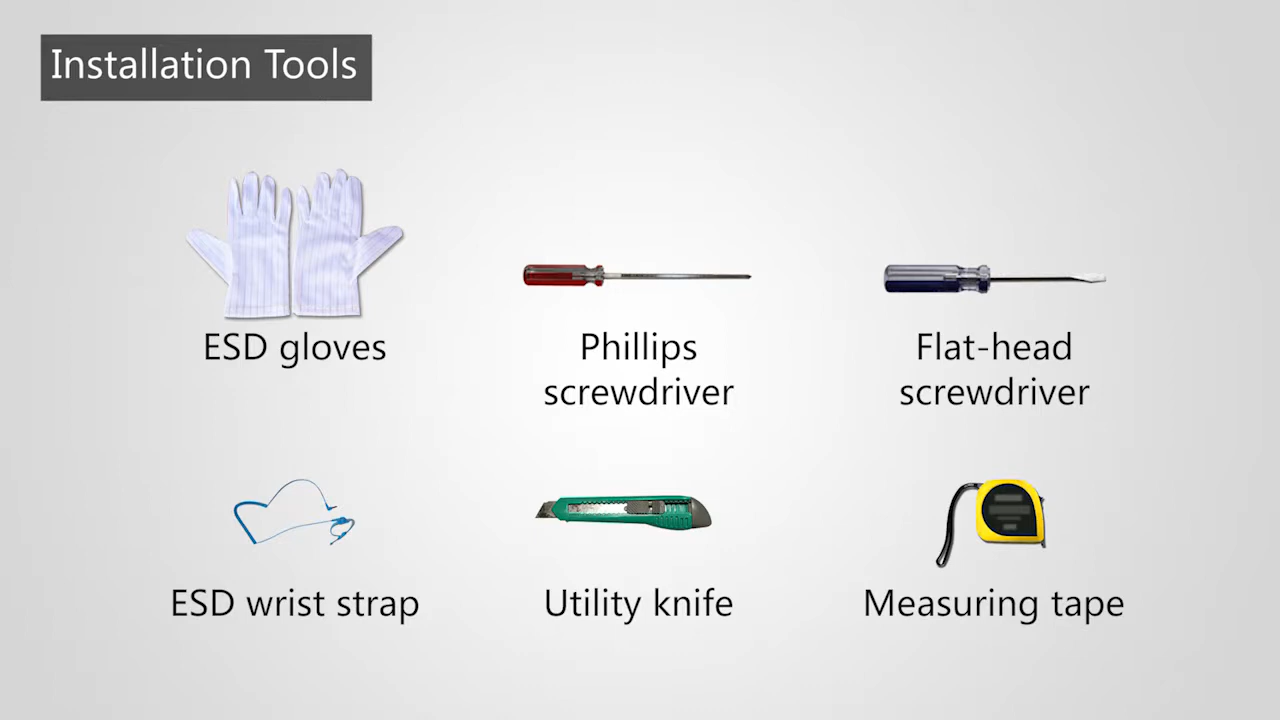 Installation Tools
ESD gloves
Phillips
screwdriver
Flat-head
screwdriver
ESD wrist strap
Utility knife
Measuring tape